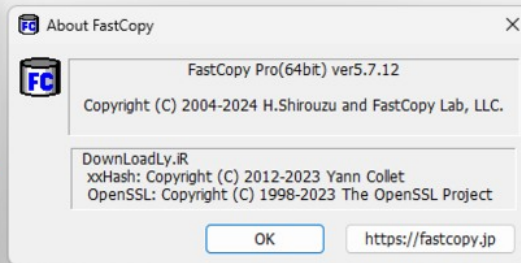 FC About FastCopy
FC
FastCopy Pro(64bit) ver5.7.12
Copyright (C) 2004-2024 H.Shirouzu and FastCopy Lab, LLC.
DownLoadLy.iR
xxHash: Copyright (C) 2012-2023 Yann Collet
OpenSSL: Copyright (C) 1998-2023 The OpenSSL Project
OK https://fastcopy.jp